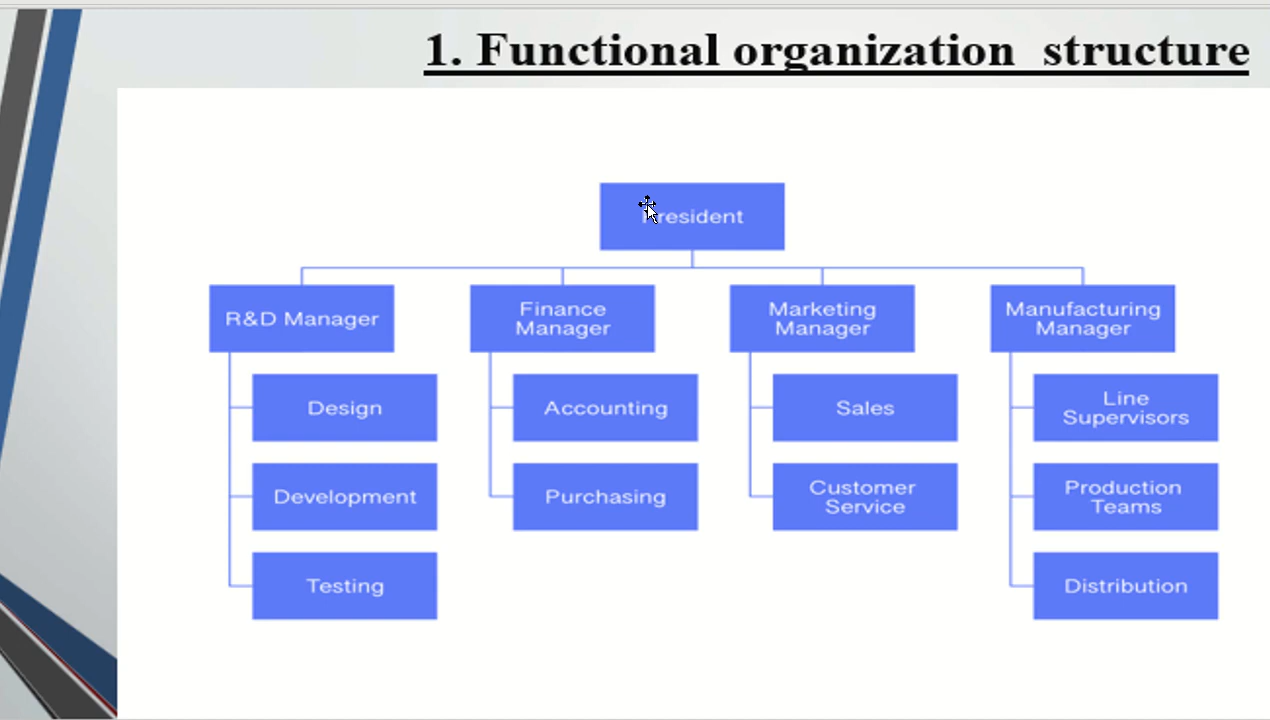 1. Functional organization structure
President
R&D Manager
Finance
Manager
Marketing
Manager
Manufacturing
Manager
Design
Accounting
Sales
Line
Supervisors
Development
Purchasing
Customer
Service
Production
Teams
Testing
Distribution